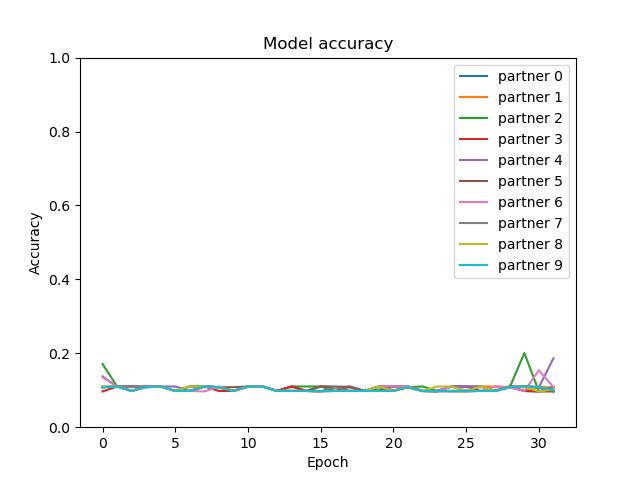 Model accuracy
1.0
0.8
0.6
0.4
0.2
0.0
Accuracy
0
5
10
15
20
25
30
Epoch
partner 0
partner 1
partner 2
partner 3
partner 4
partner 5
partner 6
partner 7
partner 8
partner 9